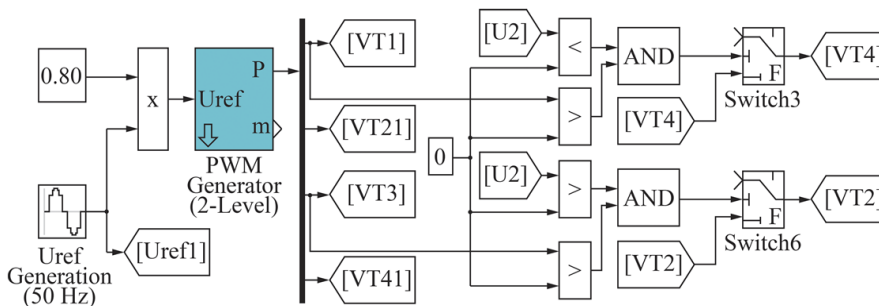 0.80
x
P
Uref
m
PWM
Generator
(2-Level)
Uref
Generation
(50 Hz)
[Uref1]
[VT1]
[VT21]
[VT3]
[VT41]
0
[U2]
<
>
AND
[VT4]
F
Switch3
[VT4]
[U2]
>
>
AND
[VT2]
F
Switch6
[VT2]